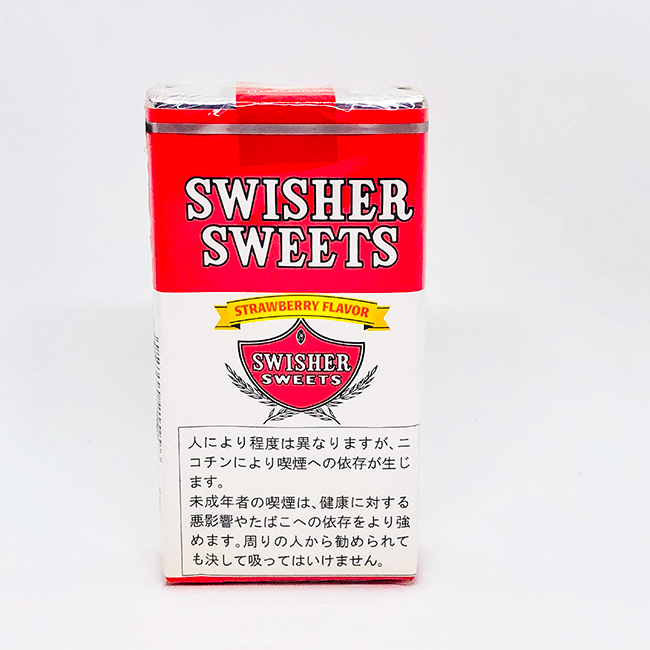 SWISHER
SWEETS
STRAWBERRY FLAVOR
SWISHER
SWEETS
人により程度は異なりますが、ニ
コチンにより喫煙への依存が生じ
ます。
未成年者の喫煙は、健康に対する
悪影響やたばこへの依存をより強
めます。周りの人から勧められて
も決して吸ってはいけません。